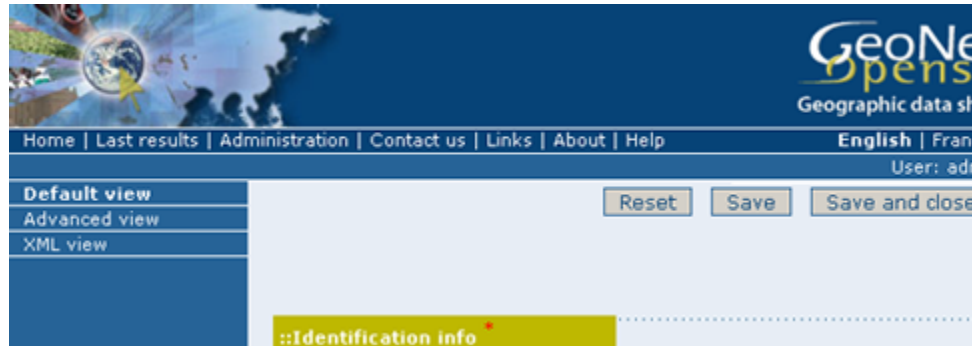 GeoNe
Opens
Geographic data sh
Home | Last results | Administration | Contact us | Links | About | Help English | Fran
User: adm
Default view
Reset Save Save and close
Advanced view
XML view
::Identification info *